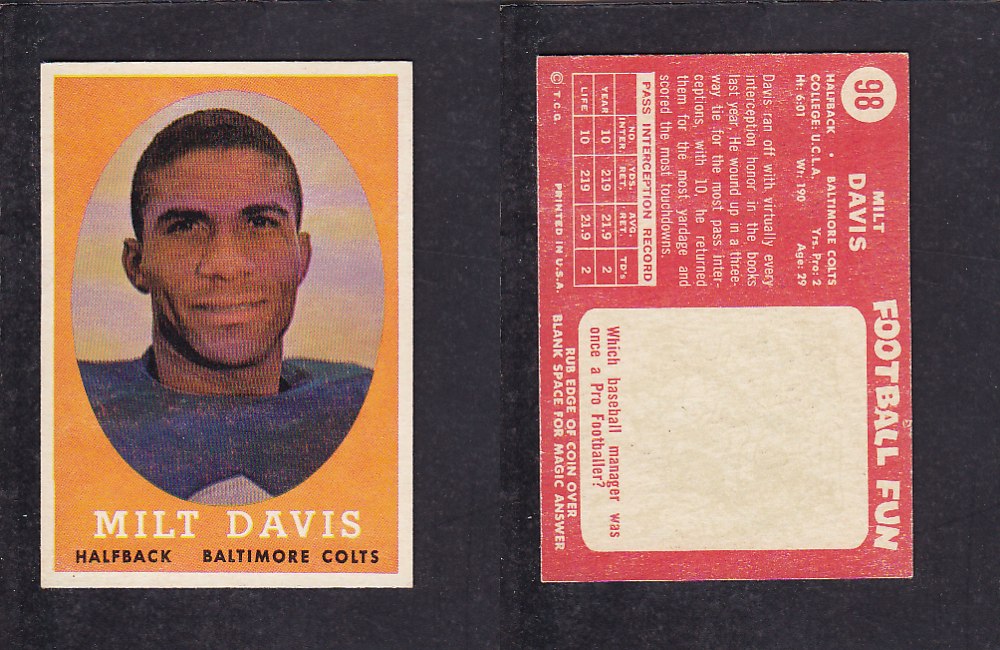 MILT DAVIS
HALFBACK BALTIMORE COLTS
98
MILT
DAVIS
HALFBACK • BALTIMORE COLTS
COLLEGE: U.C.L.A. Yrs. Pro: 2
Ht: 6:01 Wt: 190 Age: 29
Davis ran off with virtually every
interception honor in the books
last year. He wound up in a three-
way tie for the most pass inter-
ceptions, with 10, he returned
them for the most yardage and
scored the most touchdowns.
PASS INTERCEPTION RECORD
NO. INTER. YDS. RET. AVG. RET. TD's
YEAR 10 219 21.9 2
LIFE 10 219 21.9 2
© T.C.G. PRINTED IN U.S.A.
FOOTBALL FUN
Which baseball manager was
once a Pro Footballer?
RUB EDGE OF COIN OVER
BLANK SPACE FOR MAGIC ANSWER